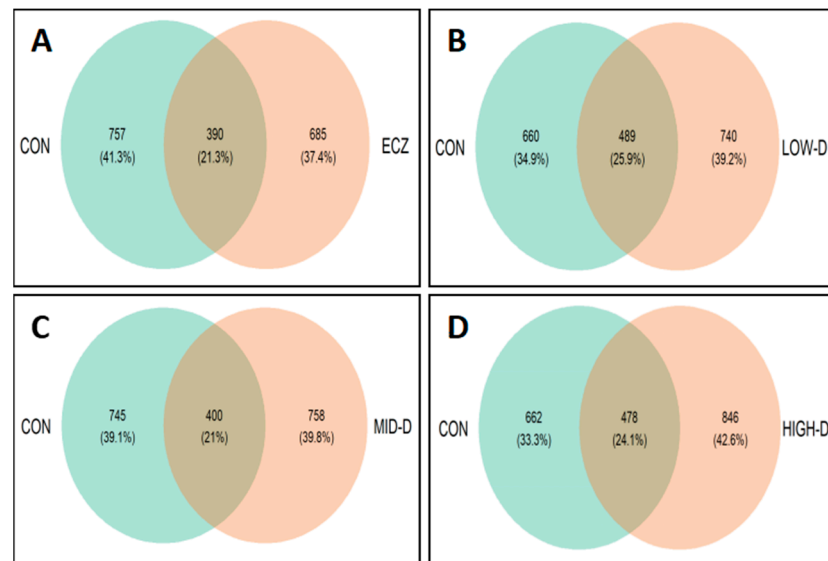 A
CON
757
(41.3%)
390
(21.3%)
685
(37.4%)
ECZ
B
CON
660
(34.9%)
489
(25.9%)
740
(39.2%)
LOW-D
C
CON
745
(39.1%)
400
(21%)
758
(39.8%)
MID-D
D
CON
662
(33.3%)
478
(24.1%)
846
(42.6%)
HIGH-D